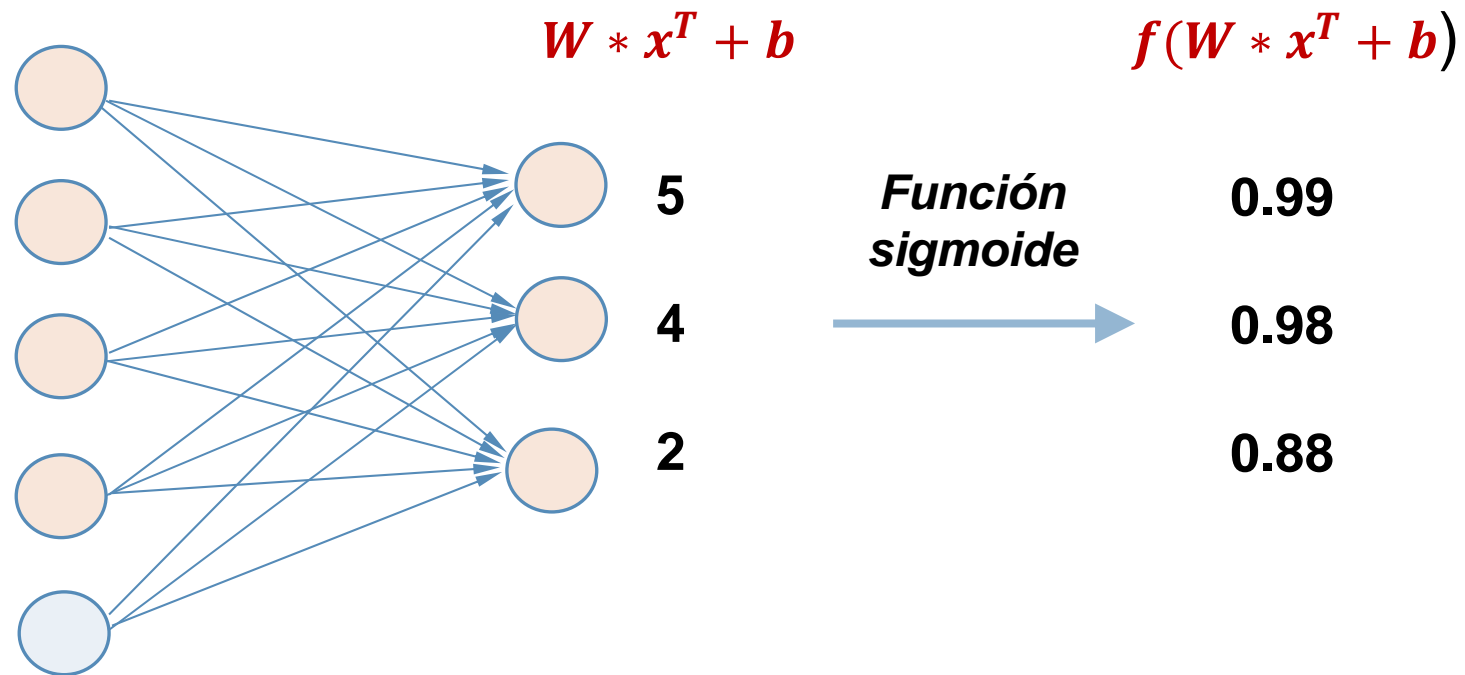 W * x^T + b
f(W * x^T + b)
5
Función
sigmoide
0.99
4
0.98
2
0.88